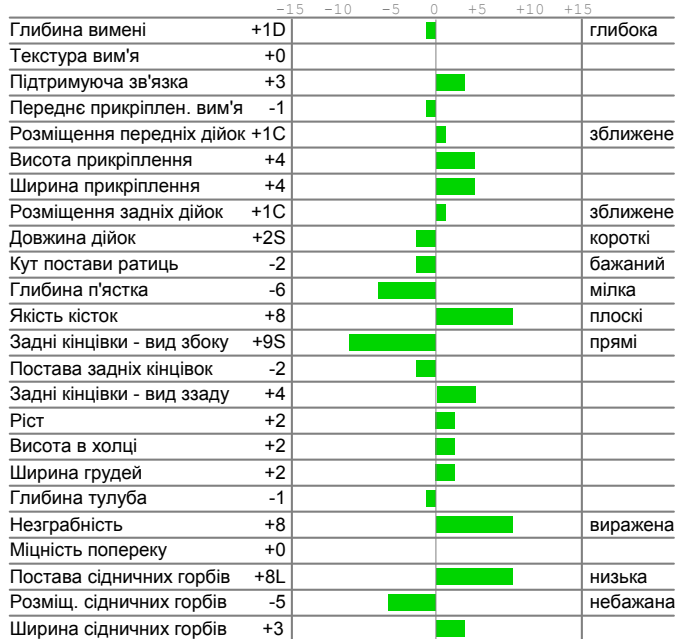 -15 -10 -5 0 +5 +10 +15
Глибина вимені +1D глибока
Текстура вим'я +0
Підтримуюча зв'язка +3
Переднє прикріплен. вим'я -1
Розміщення передніх дійок +1C зближене
Висота прикріплення +4
Ширина прикріплення +4
Розміщення задніх дійок +1C зближене
Довжина дійок +2S короткі
Кут постави ратиць -2 бажаний
Глибина п'ястка -6 мілка
Якість кісток +8 плоскі
Задні кінцівки - вид збоку +9S прямі
Постава задніх кінцівок -2
Задні кінцівки - вид ззаду +4
Ріст +2
Висота в холці +2
Ширина грудей +2
Глибина тулуба -1
Незграбність +8 виражена
Міцність попереку +0
Постава сідничних горбів +8L низька
Розміщ. сідничних горбів -5 небажана
Ширина сідничних горбів +3